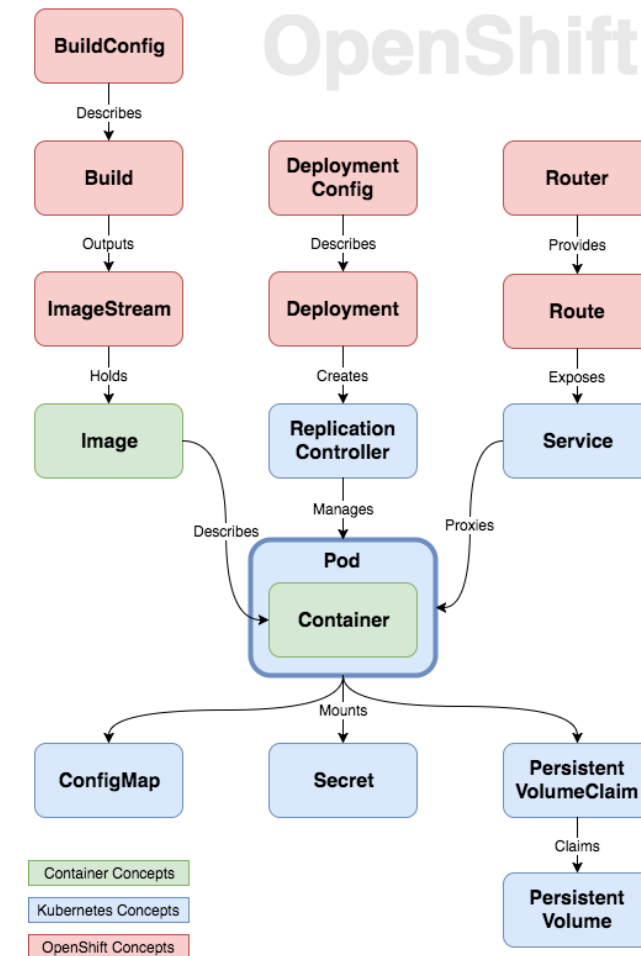 OpenShift
BuildConfig
Describes
Build
Outputs
ImageStream
Holds
Image
Describes
Deployment
Config
Describes
Deployment
Creates
Replication
Controller
Manages
Router
Provides
Route
Exposes
Service
Proxies
Pod
Container
Mounts
ConfigMap
Secret
Persistent
VolumeClaim
Claims
Persistent
Volume
Container Concepts
Kubernetes Concepts
OpenShift Concepts